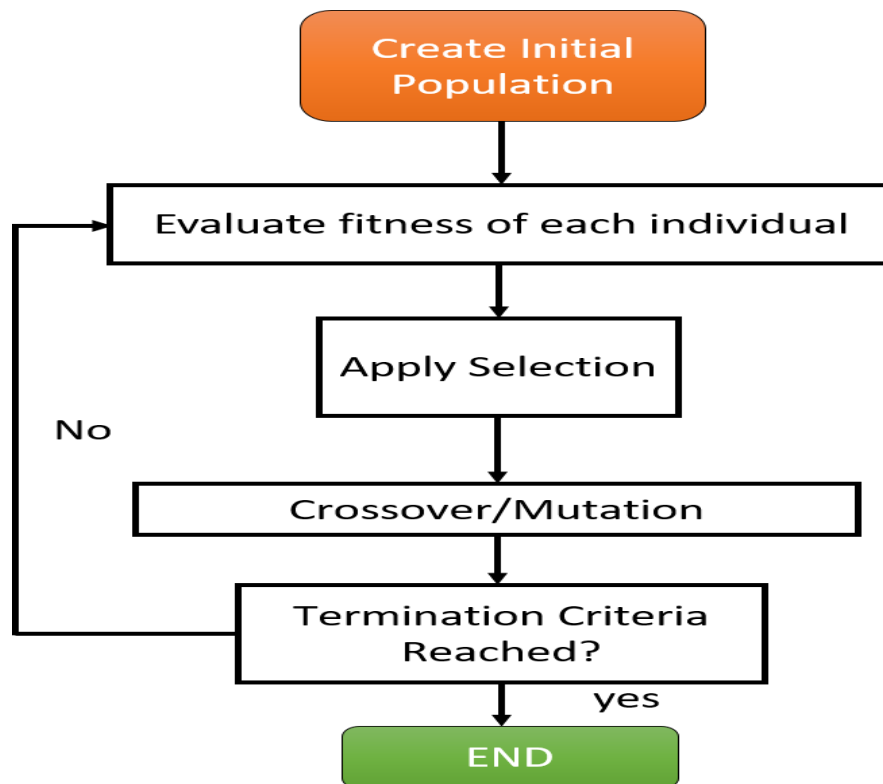 Create Initial
Population
Evaluate fitness of each individual
Apply Selection
No
Crossover/Mutation
Termination Criteria
Reached?
yes
END